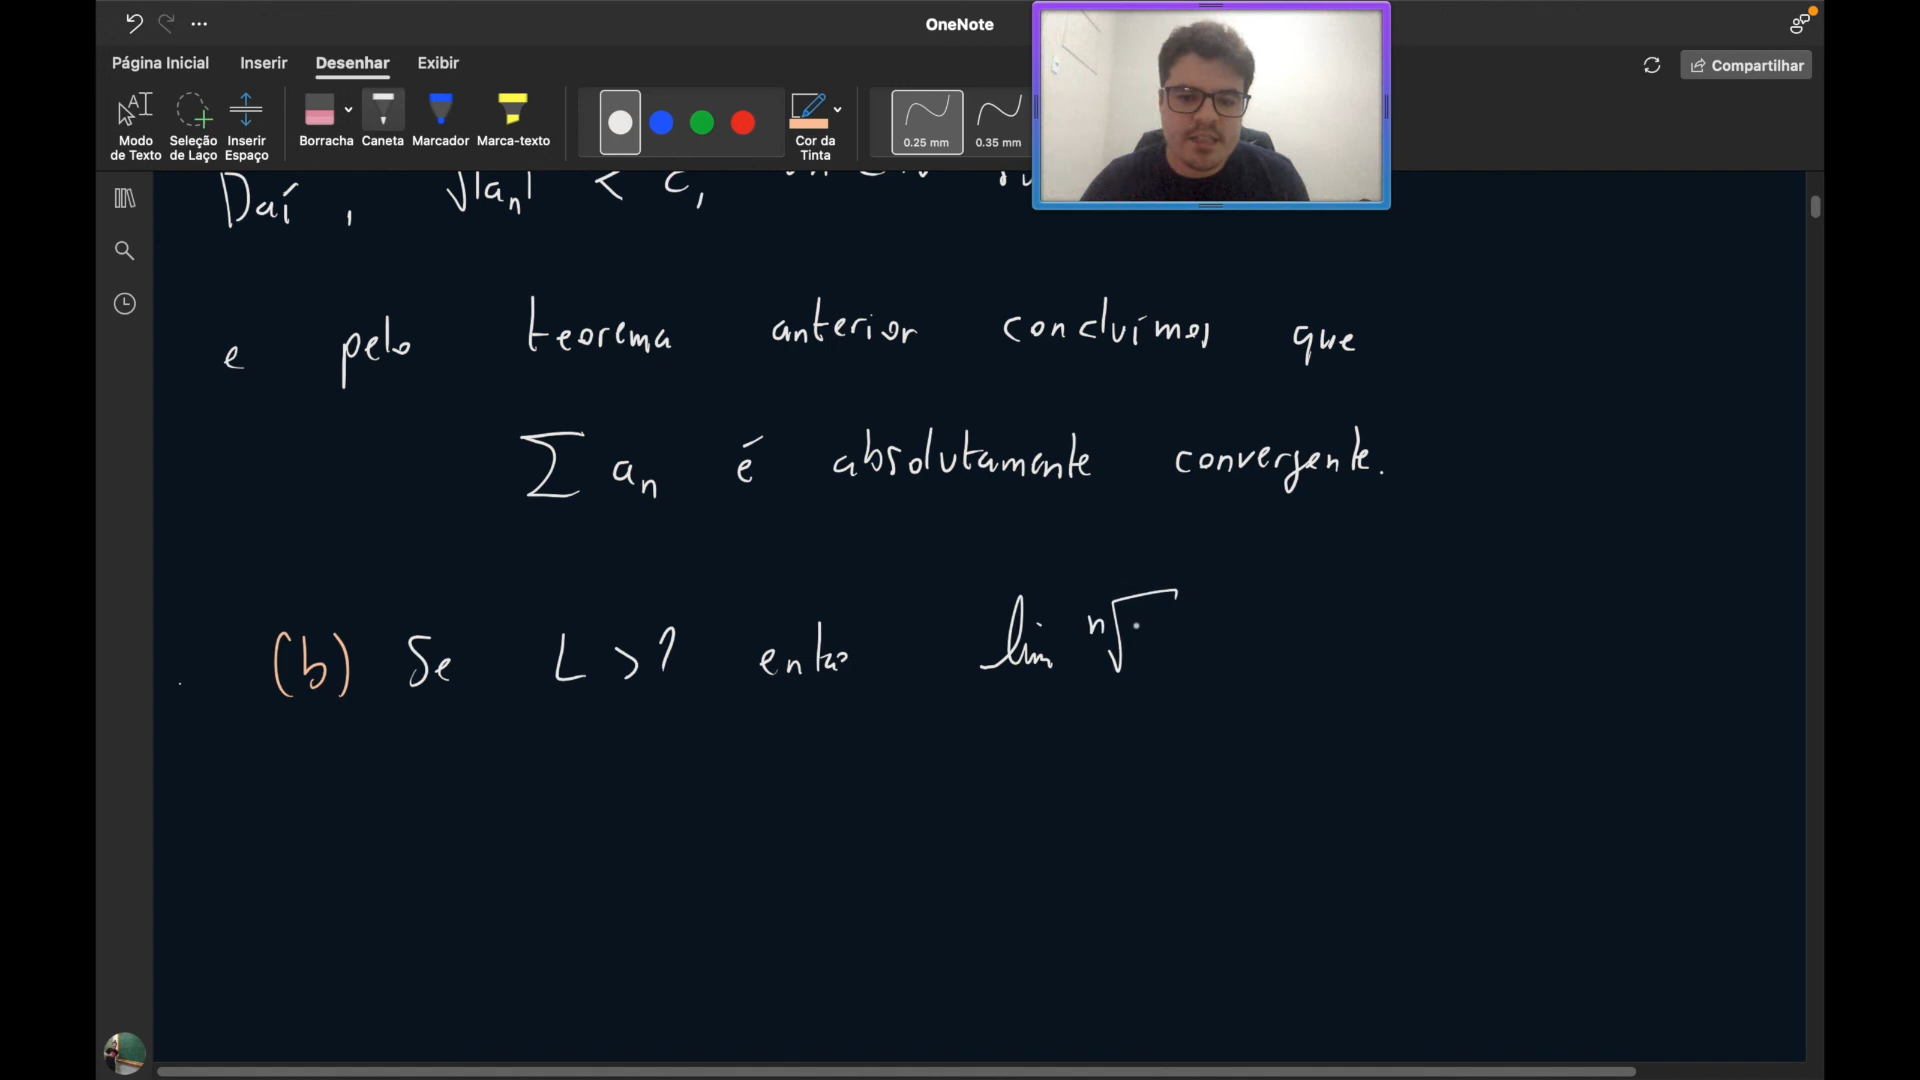 OneNote
Página Inicial Inserir Desenhar Exibir
Compartilhar
Modo de Texto
Seleção de Laço
Inserir Espaço
Borracha
Caneta
Marcador
Marca-texto
Cor da Tinta
0.25 mm
0.35 mm
Daí, √|an| < c,
e pelo teorema anterior concluímos que
∑ an é absolutamente convergente.
(b) Se L > 1 então lim ⁿ√